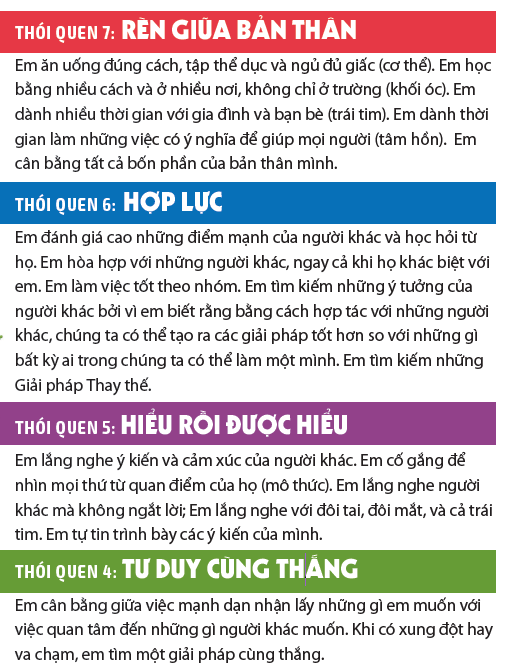 THÓI QUEN 7: RÈN GIŨA BẢN THÂN
Em ăn uống đúng cách, tập thể dục và ngủ đủ giấc (cơ thể). Em học
bằng nhiều cách và ở nhiều nơi, không chỉ ở trường (khối óc). Em
dành nhiều thời gian với gia đình và bạn bè (trái tim). Em dành thời
gian làm những việc có ý nghĩa để giúp mọi người (tâm hồn). Em
cân bằng tất cả bốn phần của bản thân mình.
THÓI QUEN 6: HỢP LỰC
Em đánh giá cao những điểm mạnh của người khác và học hỏi từ
họ. Em hòa hợp với những người khác, ngay cả khi họ khác biệt với
em. Em làm việc tốt theo nhóm. Em tìm kiếm những ý tưởng của
người khác bởi vì em biết rằng bằng cách hợp tác với những người
khác, chúng ta có thể tạo ra các giải pháp tốt hơn so với những gì
bất kỳ ai trong chúng ta có thể làm một mình. Em tìm kiếm những
Giải pháp Thay thế.
THÓI QUEN 5: HIỂU RỒI ĐƯỢC HIỂU
Em lắng nghe ý kiến và cảm xúc của người khác. Em cố gắng để
nhìn mọi thứ từ quan điểm của họ (mô thức). Em lắng nghe người
khác mà không ngắt lời; Em lắng nghe với đôi tai, đôi mắt, và cả trái
tim. Em tự tin trình bày các ý kiến của mình.
THÓI QUEN 4: TƯ DUY CÙNG THẮNG
Em cân bằng giữa việc mạnh dạn nhận lấy những gì em muốn với
việc quan tâm đến những gì người khác muốn. Khi có xung đột hay
va chạm, em tìm một giải pháp cùng thắng.